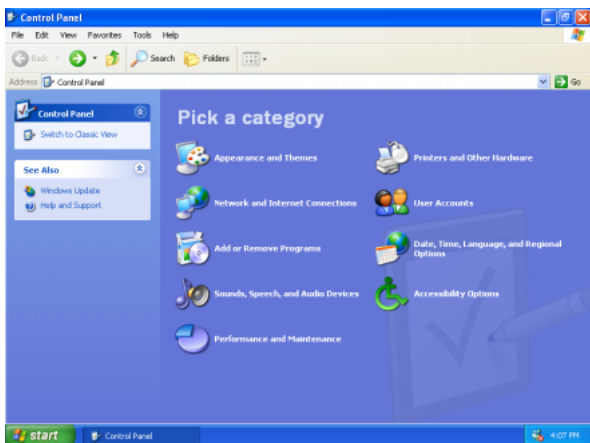 Control Panel
File Edit View Favorites Tools Help
Back Search Folders
Address Control Panel Go
Control Panel
Switch to Classic View
See Also
Windows Update
Help and Support
Pick a category
Appearance and Themes
Printers and Other Hardware
Network and Internet Connections
User Accounts
Add or Remove Programs
Date, Time, Language, and Regional
Options
Sounds, Speech, and Audio Devices
Accessibility Options
Performance and Maintenance
start Control Panel 4:07 PM